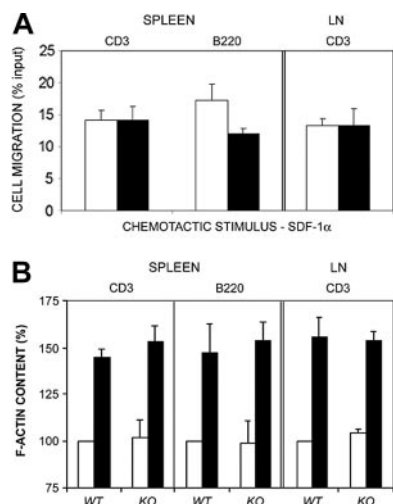 A
SPLEEN LN
CD3 B220 CD3
CELL MIGRATION (% input)
25
20
15
10
5
0
CHEMOTACTIC STIMULUS - SDF-1α
B
SPLEEN LN
CD3 B220 CD3
F-ACTIN CONTENT (%)
175
150
125
100
75
WT KO WT KO WT KO